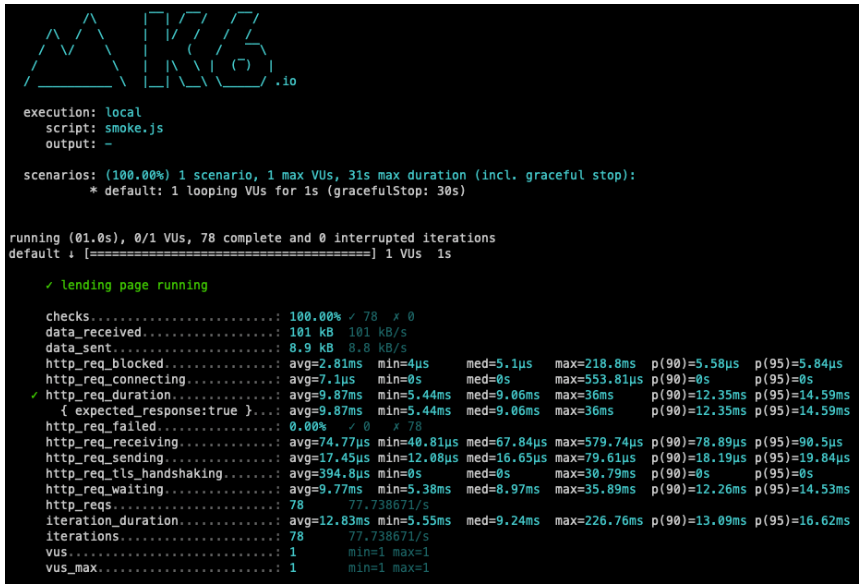 K6
.io
execution: local
script: smoke.js
output: -
scenarios: (100.00%) 1 scenario, 1 max VUs, 31s max duration (incl. graceful stop):
* default: 1 looping VUs for 1s (gracefulStop: 30s)
running (01.0s), 0/1 VUs, 78 complete and 0 interrupted iterations
default ↓ [======================================] 1 VUs  1s
✓ lending page running
checks.........................: 100.00% ✓ 78  ✗ 0
data_received..................: 101 kB  101 kB/s
data_sent......................: 8.9 kB  8.8 kB/s
http_req_blocked...............: avg=2.81ms  min=4µs     med=5.1µs   max=218.8ms  p(90)=5.58µs  p(95)=5.84µs
http_req_connecting............: avg=7.1µs   min=0s      med=0s      max=553.81µs p(90)=0s      p(95)=0s
✓ http_req_duration..............: avg=9.87ms  min=5.44ms  med=9.06ms  max=36ms     p(90)=12.35ms p(95)=14.59ms
{ expected_response:true }...: avg=9.87ms  min=5.44ms  med=9.06ms  max=36ms     p(90)=12.35ms p(95)=14.59ms
http_req_failed................: 0.00%   ✓ 0   ✗ 78
http_req_receiving.............: avg=74.77µs min=40.81µs med=67.84µs max=579.74µs p(90)=78.89µs p(95)=90.5µs
http_req_sending...............: avg=17.45µs min=12.08µs med=16.65µs max=79.61µs  p(90)=18.19µs p(95)=19.84µs
http_req_tls_handshaking.......: avg=394.8µs min=0s      med=0s      max=30.79ms  p(90)=0s      p(95)=0s
http_req_waiting...............: avg=9.77ms  min=5.38ms  med=8.97ms  max=35.89ms  p(90)=12.26ms p(95)=14.53ms
http_reqs......................: 78      77.738671/s
iteration_duration.............: avg=12.83ms min=5.55ms  med=9.24ms  max=226.76ms p(90)=13.09ms p(95)=16.62ms
iterations.....................: 78      77.738671/s
vus............................: 1       min=1 max=1
vus_max........................: 1       min=1 max=1